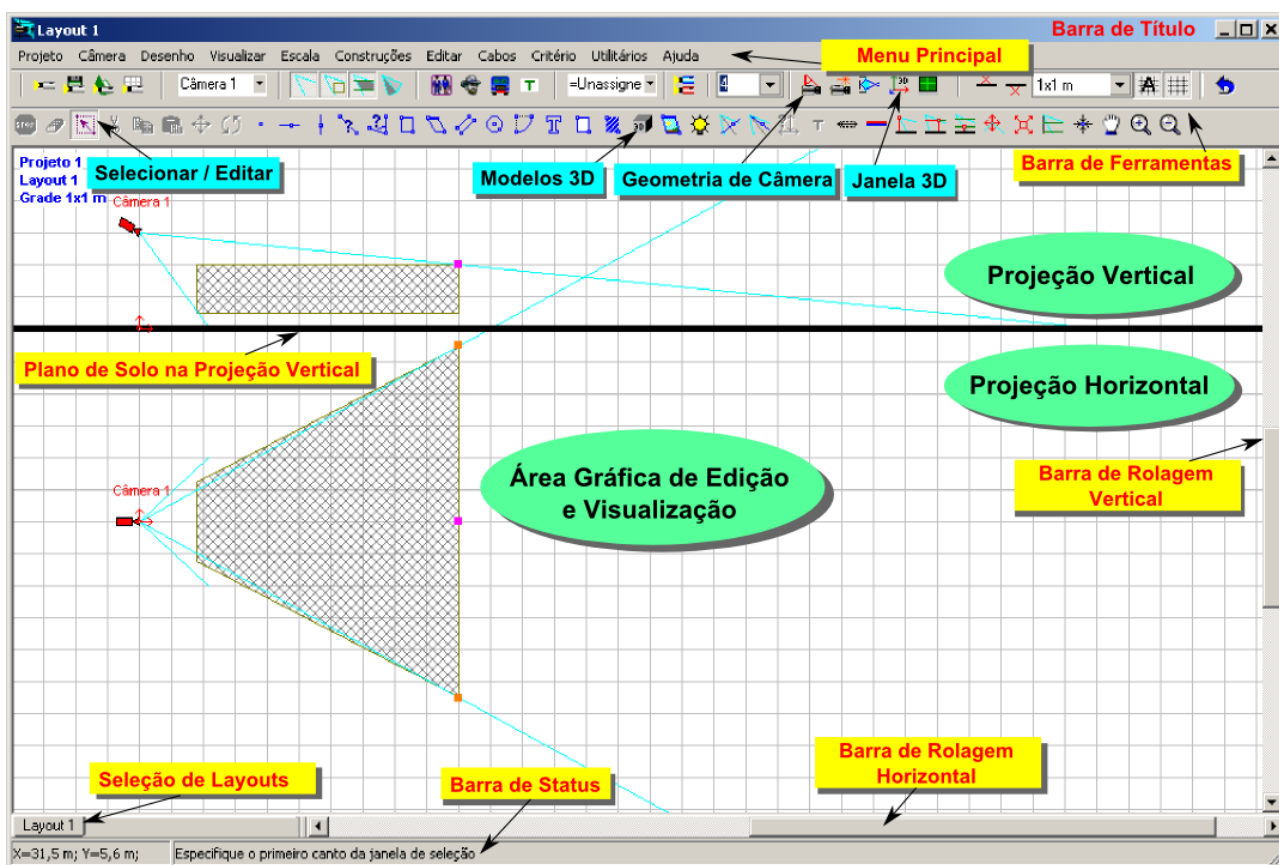 Layout 1
Barra de Título
Projeto Câmera Desenho Visualizar Escala Construções Editar Cabos Critério Utilitários Ajuda
Menu Principal
Câmera 1
T
=Unassigne
3D
1x1 m
STOP
Projeto 1
Layout 1
Grade 1x1 m
Selecionar / Editar
Modelos 3D
Geometria de Câmera
Janela 3D
Barra de Ferramentas
Câmera 1
Projeção Vertical
Plano de Solo na Projeção Vertical
Projeção Horizontal
Área Gráfica de Edição
e Visualização
Barra de Rolagem
Vertical
Câmera 1
Seleção de Layouts
Barra de Status
Barra de Rolagem
Horizontal
Layout 1
X=31,5 m; Y=5,6 m;
Especifique o primeiro canto da janela de seleção